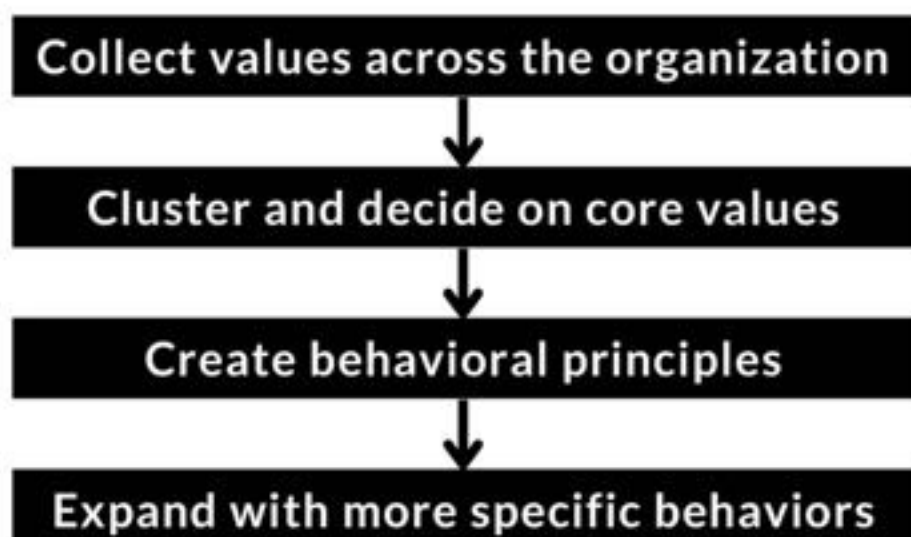 Collect values across the organization
Cluster and decide on core values
Create behavioral principles
Expand with more specific behaviors